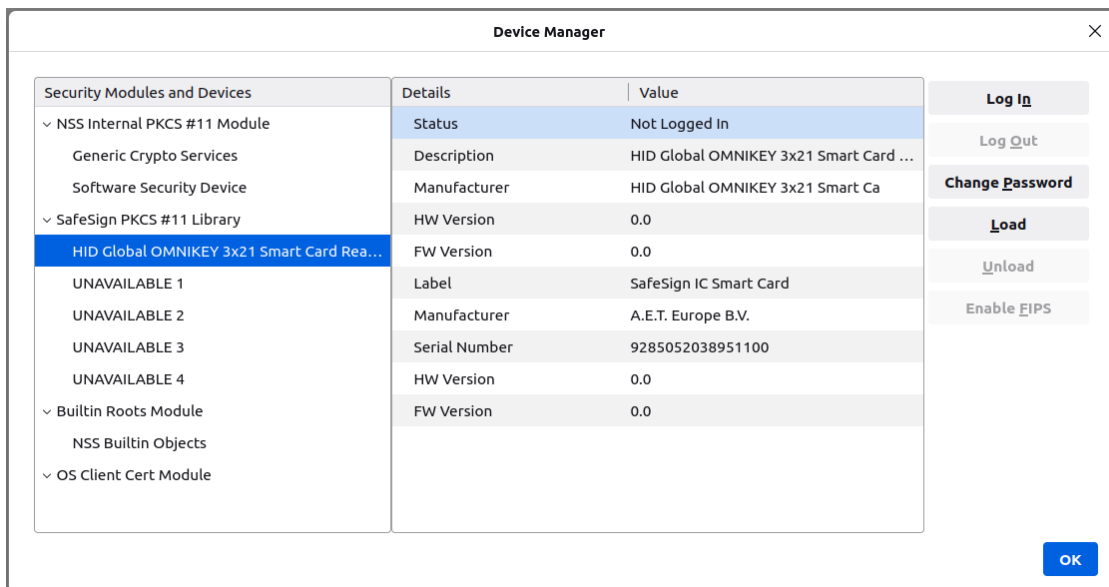 Device Manager
Security Modules and Devices
NSS Internal PKCS #11 Module
Generic Crypto Services
Software Security Device
SafeSign PKCS #11 Library
HID Global OMNIKEY 3x21 Smart Card Rea...
UNAVAILABLE 1
UNAVAILABLE 2
UNAVAILABLE 3
UNAVAILABLE 4
Builtin Roots Module
NSS Builtin Objects
OS Client Cert Module
Details Value
Status Not Logged In
Description HID Global OMNIKEY 3x21 Smart Card ...
Manufacturer HID Global OMNIKEY 3x21 Smart Ca
HW Version 0.0
FW Version 0.0
Label SafeSign IC Smart Card
Manufacturer A.E.T. Europe B.V.
Serial Number 9285052038951100
HW Version 0.0
FW Version 0.0
Log In
Log Out
Change Password
Load
Unload
Enable FIPS
OK